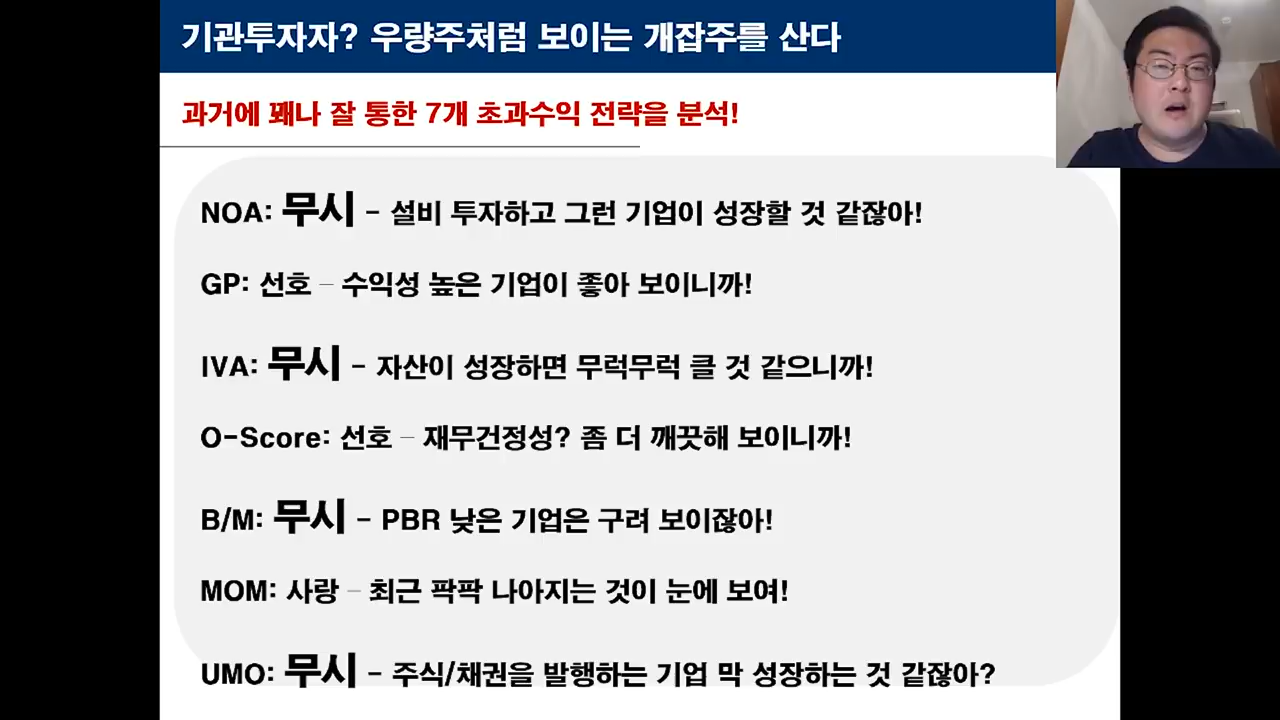 기관투자자? 우량주처럼 보이는 개잡주를 산다
과거에 꽤나 잘 통한 7개 초과수익 전략을 분석!
NOA: 무시 - 설비 투자하고 그런 기업이 성장할 것 같잖아!
GP: 선호 – 수익성 높은 기업이 좋아 보이니까!
IVA: 무시 - 자산이 성장하면 무럭무럭 클 것 같으니까!
O-Score: 선호 – 재무건정성? 좀 더 깨끗해 보이니까!
B/M: 무시 - PBR 낮은 기업은 구려 보이잖아!
MOM: 사랑 – 최근 팍팍 나아지는 것이 눈에 보여!
UMO: 무시 - 주식/채권을 발행하는 기업 막 성장하는 것 같잖아?